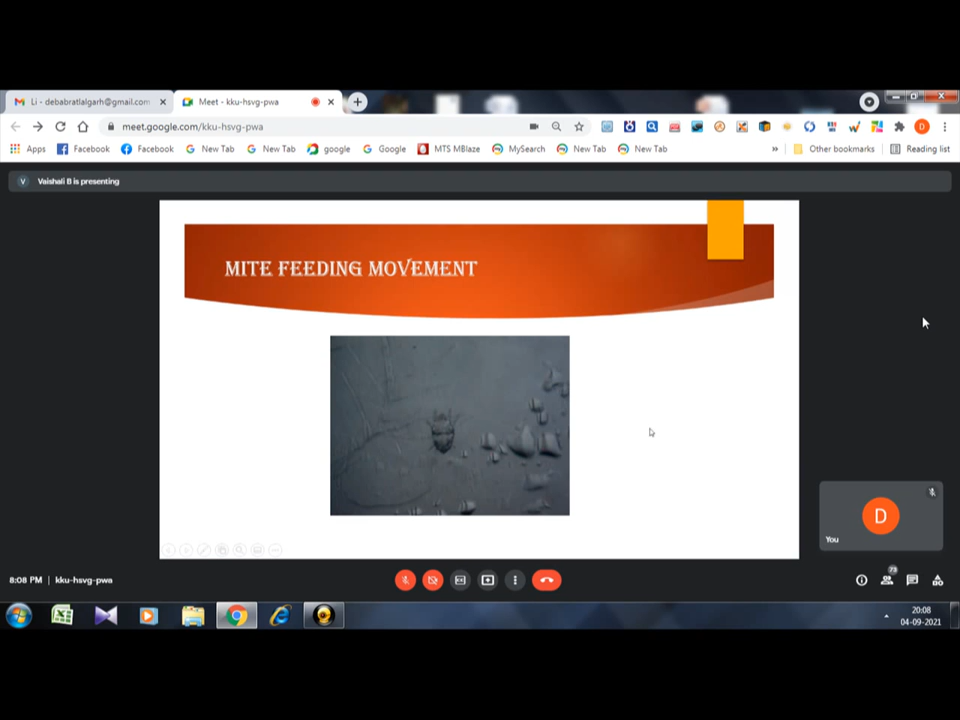 Li - debabratlalgarh@gmail.com
Meet - kku-hsvg-pwa
meet.google.com/kku-hsvg-pwa
D
Apps
Facebook
Facebook
New Tab
New Tab
google
Google
MTS MBlaze
MySearch
New Tab
New Tab
»
Other bookmarks
Reading list
V
Vaishali B is presenting
MITE FEEDING MOVEMENT
D
You
8:08 PM | kku-hsvg-pwa
73
20:08
04-09-2021